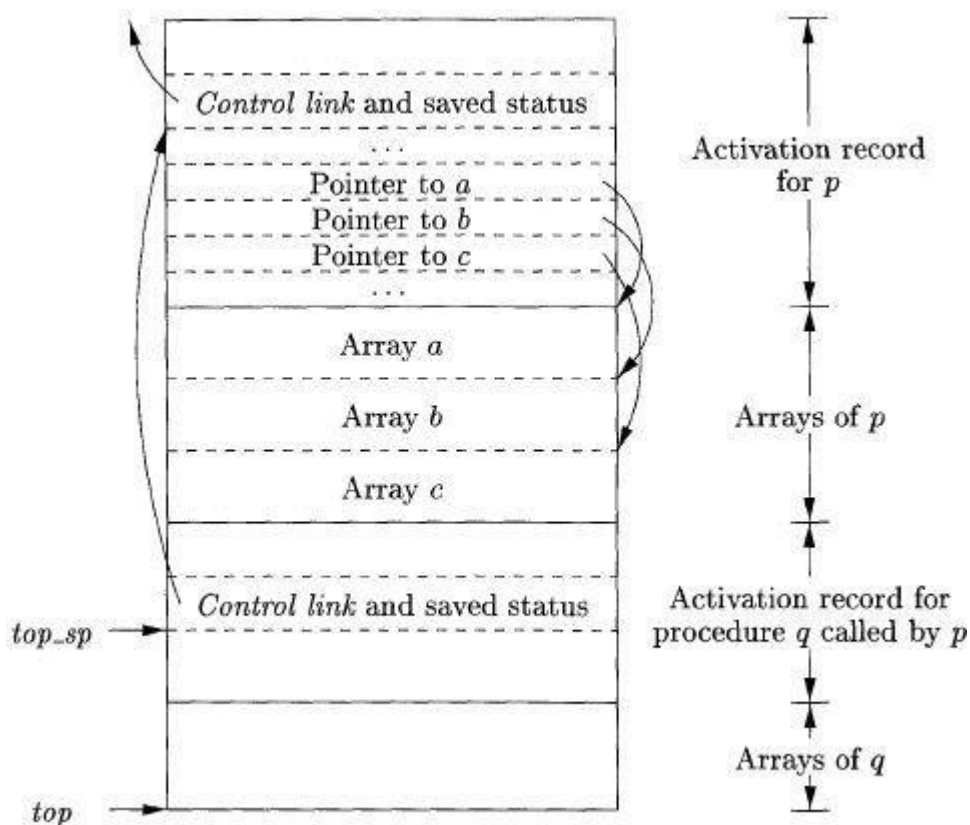 Control link and saved status
. . .
Pointer to a
Pointer to b
Pointer to c
. . .
Array a
Array b
Array c
Control link and saved status
top_sp
top
Activation record
for p
Arrays of p
Activation record for
procedure q called by p
Arrays of q